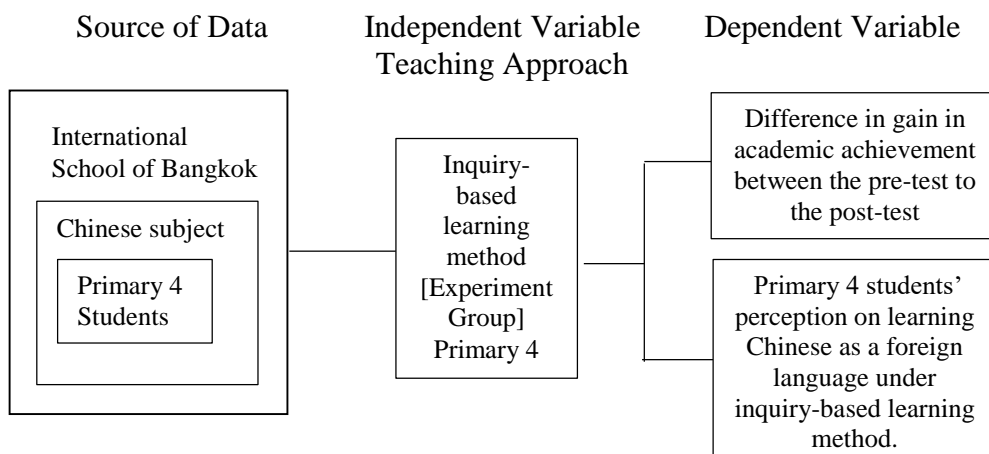 Source of Data
Independent Variable
Teaching Approach
Dependent Variable
International
School of Bangkok
Chinese subject
Primary 4
Students
Inquiry-
based
learning
method
[Experiment
Group]
Primary 4
Difference in gain in
academic achievement
between the pre-test to
the post-test
Primary 4 students’
perception on learning
Chinese as a foreign
language under
inquiry-based learning
method.